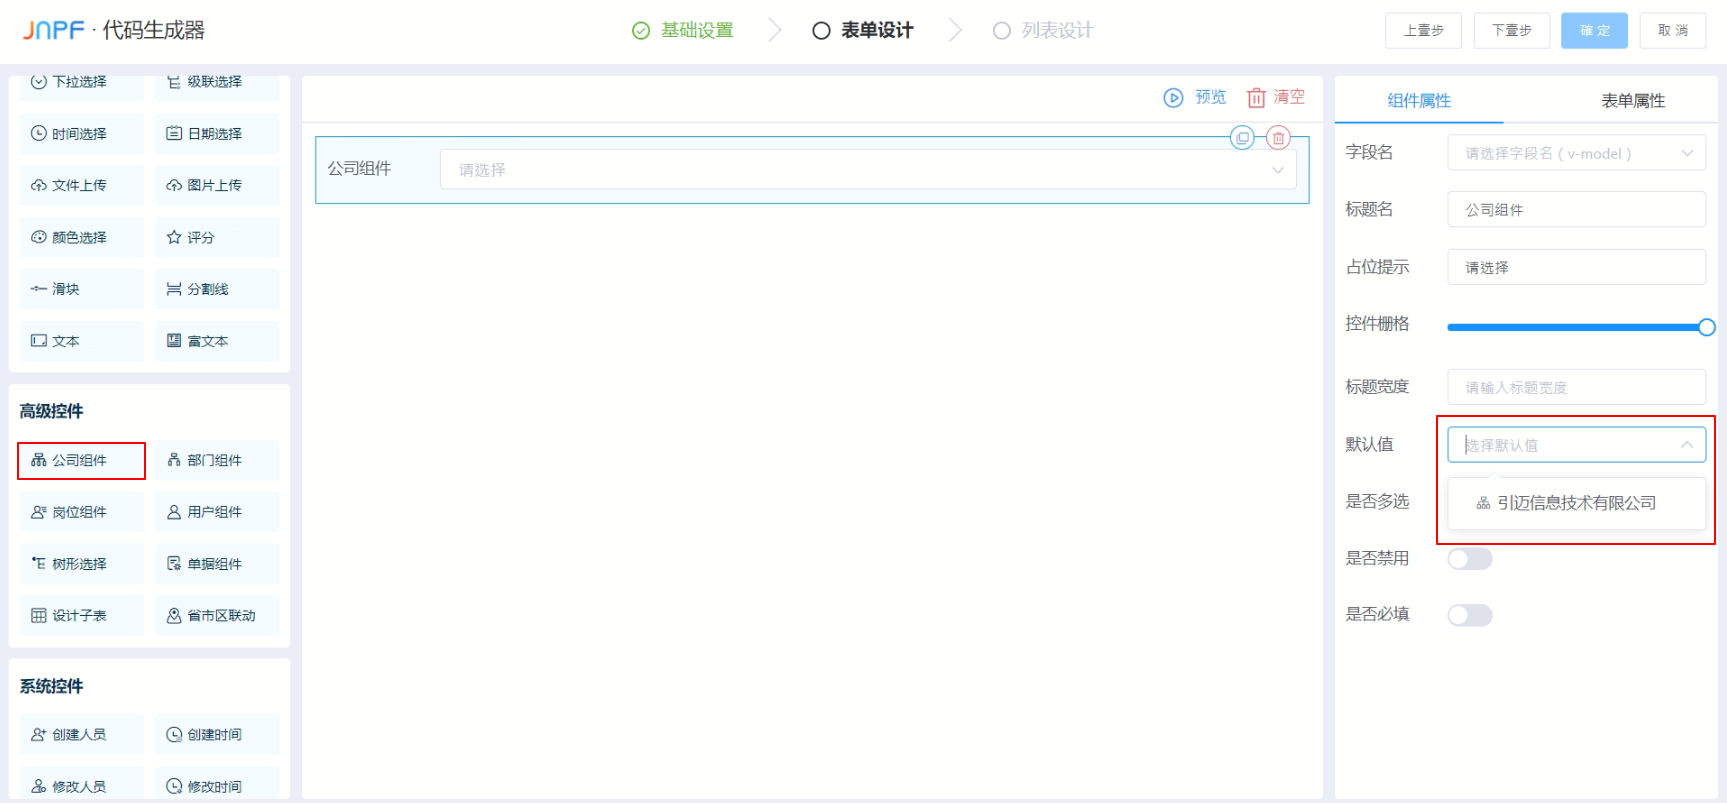 JNPF · 代码生成器
基础设置
表单设计
列表设计
上壹步
下壹步
確定
取消
下拉选择
级联选择
时间选择
日期选择
文件上传
图片上传
颜色选择
评分
滑块
分割线
文本
富文本
高级控件
公司组件
部门组件
岗位组件
用户组件
树形选择
单据组件
设计子表
省市区联动
系统控件
创建人员
创建时间
修改人员
修改时间
预览
清空
公司组件
请选择
组件属性
表单属性
字段名
请选择字段名 ( v-model )
标题名
公司组件
占位提示
请选择
控件栅格
标题宽度
请输入标题宽度
默认值
选择默认值
引迈信息技术有限公司
是否多选
是否禁用
是否必填